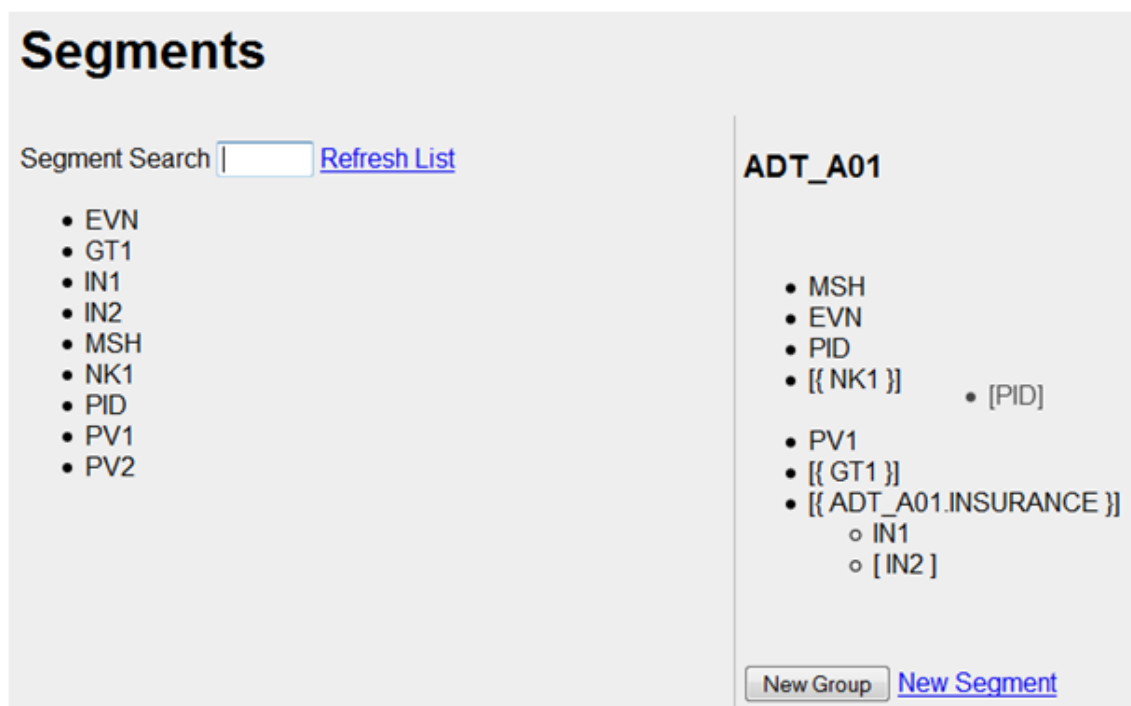 Segments
Segment Search Refresh List
• EVN
• GT1
• IN1
• IN2
• MSH
• NK1
• PID
• PV1
• PV2
ADT_A01
• MSH
• EVN
• PID
• [{ NK1 }]
• [PID]
• PV1
• [{ GT1 }]
• [{ ADT_A01.INSURANCE }]
○ IN1
○ [ IN2 ]
New Group New Segment